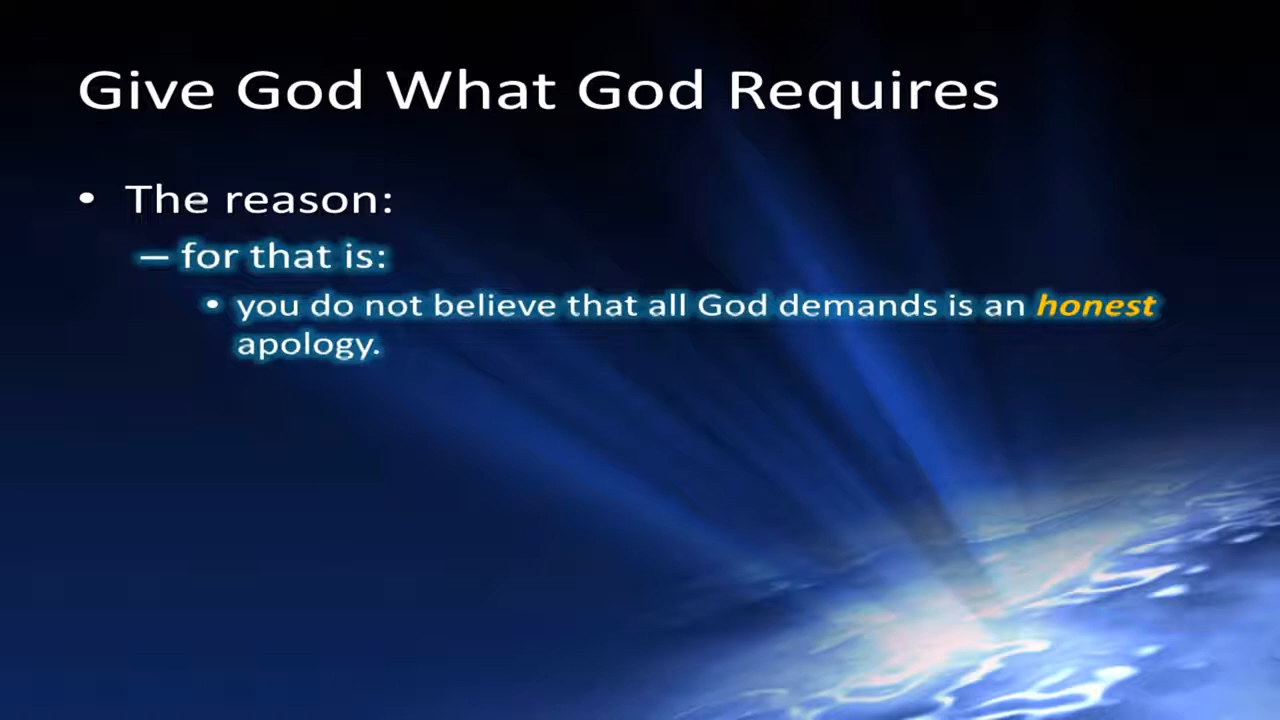 Give God What God Requires
• The reason:
– for that is:
• you do not believe that all God demands is an honest
apology.